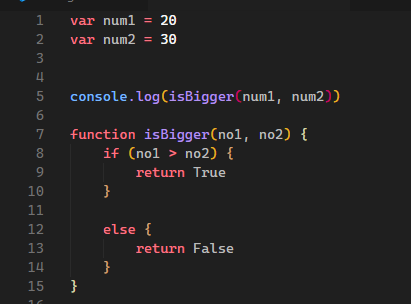 1 var num1 = 20
2 var num2 = 30
3
4
5 console.log(isBigger(num1, num2))
6
7 function isBigger(no1, no2) {
8     if (no1 > no2) {
9         return True
10     }
11
12     else {
13         return False
14     }
15 }